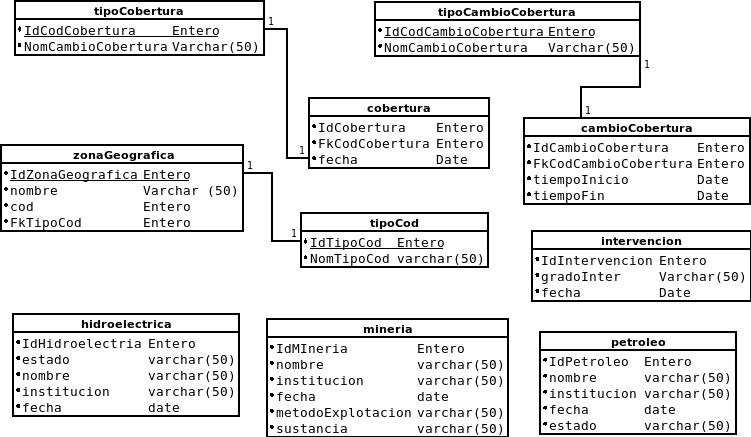 tipoCobertura
IdCodCobertura Entero
NomCambioCobertura Varchar(50)
1
tipoCambioCobertura
IdCodCambioCobertura Entero
NomCambioCobertura Varchar(50)
1
1
cobertura
IdCobertura Entero
FkCodCobertura Entero
fecha Date
1
cambioCobertura
IdCambioCobertura Entero
FkCodCambioCobertura Entero
tiempoInicio Date
tiempoFin Date
zonaGeografica
IdZonaGeografica Entero
nombre Varchar (50)
cod Entero
FkTipoCod Entero
1
1
tipoCod
IdTipoCod Entero
NomTipoCod varchar(50)
intervencion
IdIntervencion Entero
gradoInter Varchar(50)
fecha Date
hidroelectrica
IdHidroelectria Entero
estado varchar(50)
nombre varchar(50)
institucion varchar(50)
fecha date
mineria
IdMIneria Entero
nombre varchar(50)
institucion varchar(50)
fecha date
metodoExplotacion varchar(50)
sustancia varchar(50)
petroleo
IdPetroleo Entero
nombre varchar(50)
institucion varchar(50)
fecha date
estado varchar(50)